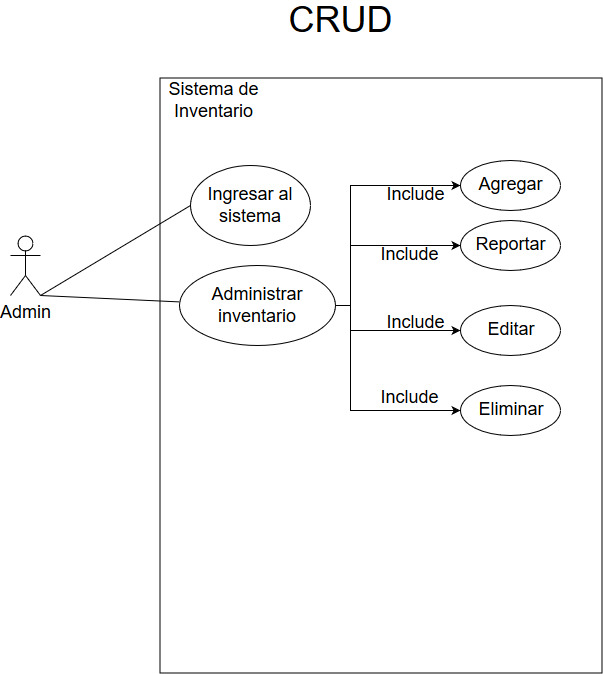 CRUD
Sistema de
Inventario
Ingresar al
sistema
Admin
Administrar
inventario
Include
Agregar
Include
Reportar
Include
Editar
Include
Eliminar